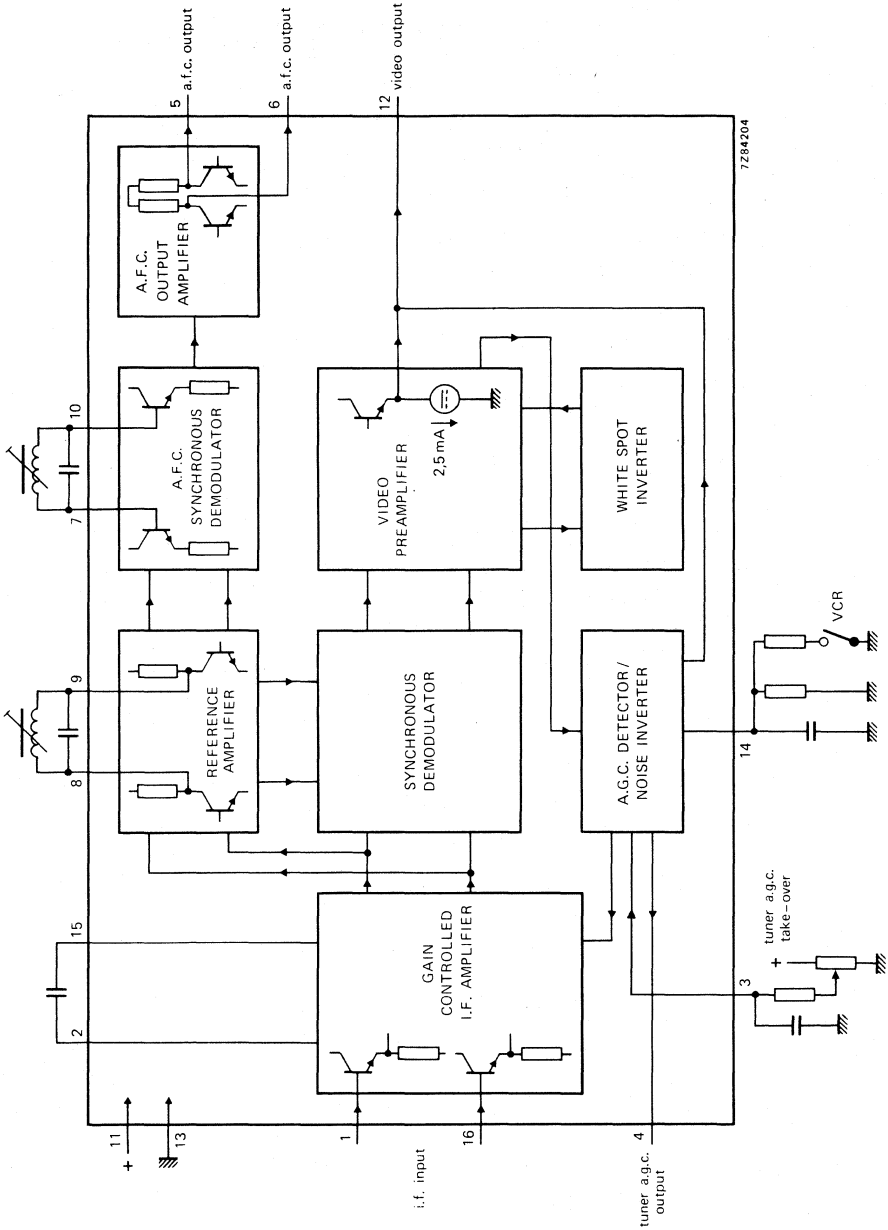 5
a.f.c. output
6
a.f.c. output
12
video output
7Z84204
A.F.C.
OUTPUT
AMPLIFIER
10
7
A.F.C.
SYNCHRONOUS
DEMODULATOR
VIDEO
PREAMPLIFIER
2,5mA
WHITE SPOT
INVERTER
9
8
REFERENCE
AMPLIFIER
SYNCHRONOUS
DEMODULATOR
A.G.C. DETECTOR/
NOISE INVERTER
14
VCR
15
2
GAIN
CONTROLLED
I.F. AMPLIFIER
3
+
tuner a.g.c.
take-over
11
+
13
1
16
i.f. input
4
tuner a.g.c.
output